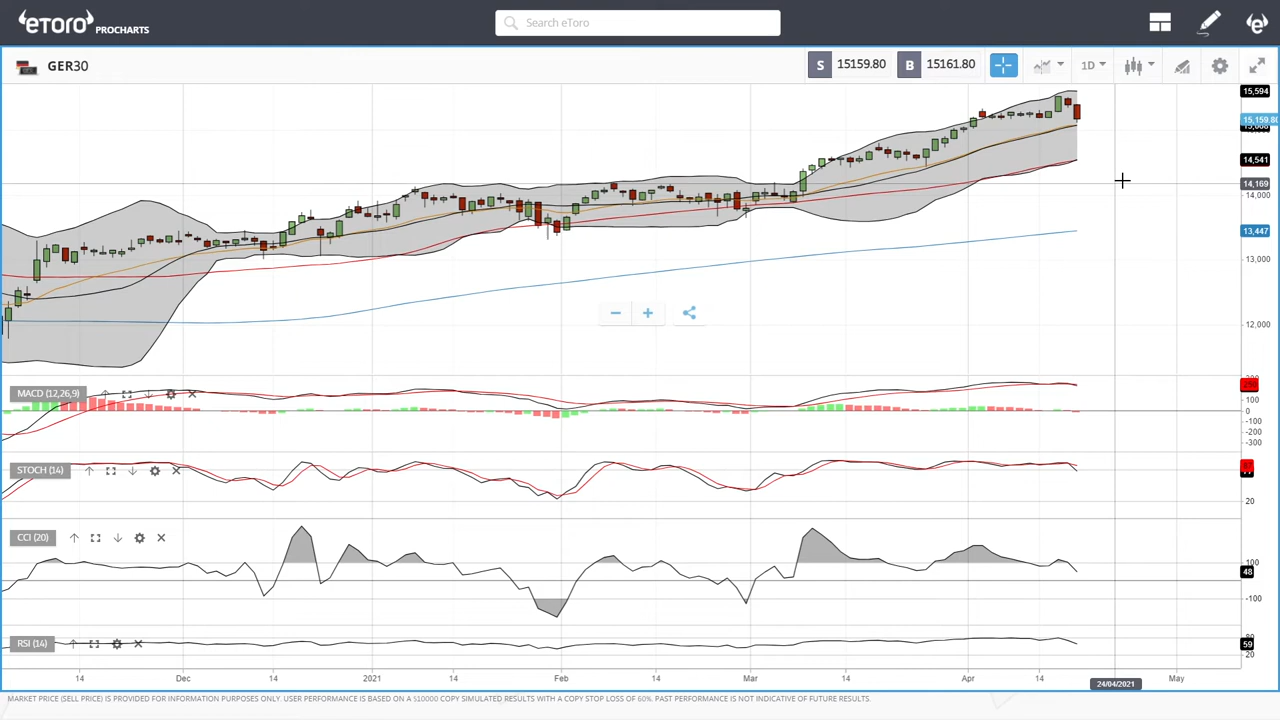 eToro PROCHARTS
Search eToro
GER30
S 15159.80 B 15161.80
1D
15,594
15,159.80
14,541
14,169
14,000
13,447
13,000
12,000
MACD (12,26,9)
100
0
-100
-200
-300
STOCH (14)
20
CCI (20)
100
48
-100
RSI (14)
80
59
20
14 Dec 14 2021 14 Feb 14 Mar 14 Apr 14 May
24/04/2021
MARKET PRICE (SELL PRICE) IS PROVIDED FOR INFORMATION PURPOSES ONLY. USER PERFORMANCE IS BASED ON A $10000 COPY SIMULATED RESULTS WITH A COPY STOP LOSS OF 60%. PAST PERFORMANCE IS NOT INDICATIVE OF FUTURE RESULTS.